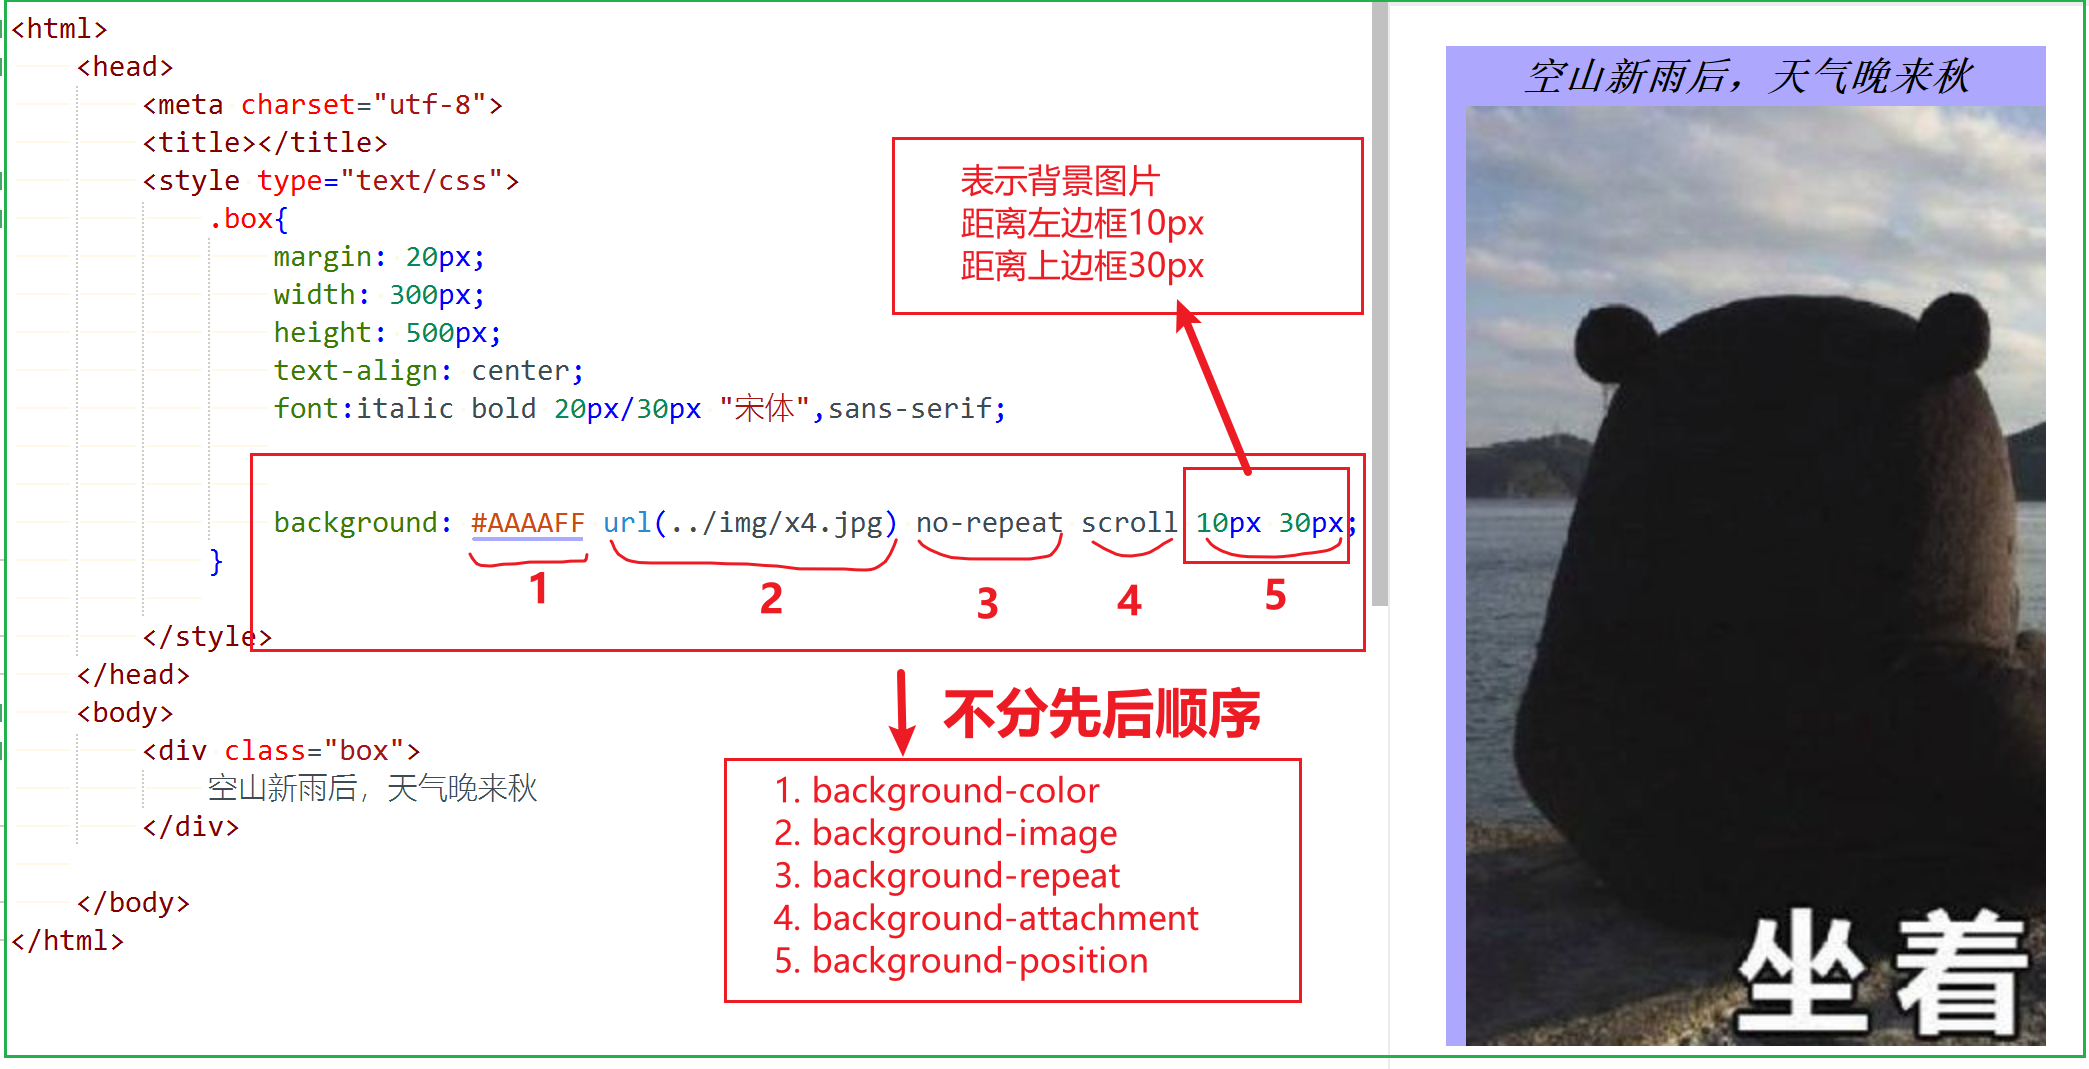 <html>
<head>
<meta charset="utf-8">
<title></title>
<style type="text/css">
.box{
margin: 20px;
width: 300px;
height: 500px;
text-align: center;
font:italic bold 20px/30px "宋体",sans-serif;
background: #AAAAFF url(../img/x4.jpg) no-repeat scroll 10px 30px;
1 2 3 4 5
}
</style>
</head>
<body>
<div class="box">
空山新雨后，天气晚来秋
</div>
</body>
</html>
表示背景图片
距离左边框10px
距离上边框30px
不分先后顺序
1. background-color
2. background-image
3. background-repeat
4. background-attachment
5. background-position
空山新雨后，天气晚来秋
坐着